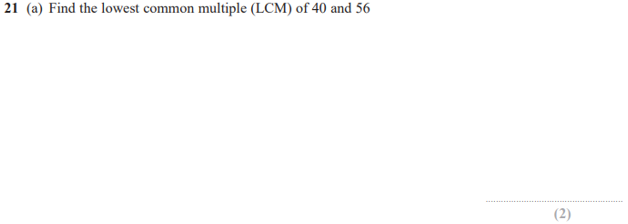 21 (a) Find the lowest common multiple (LCM) of 40 and 56
(2)